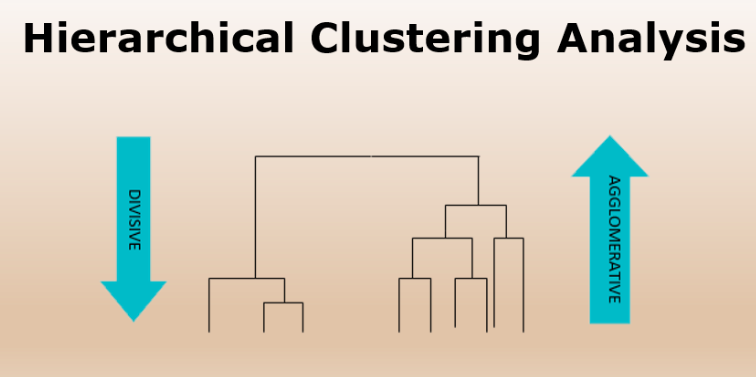 Hierarchical Clustering Analysis
DIVISIVE
AGGLOMERATIVE